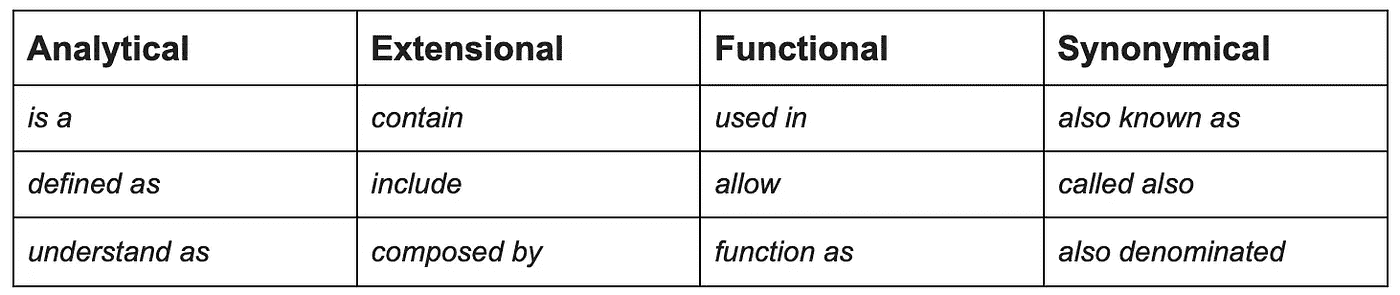 Analytical Extensional Functional Synonymical
is a contain used in also known as
defined as include allow called also
understand as composed by function as also denominated